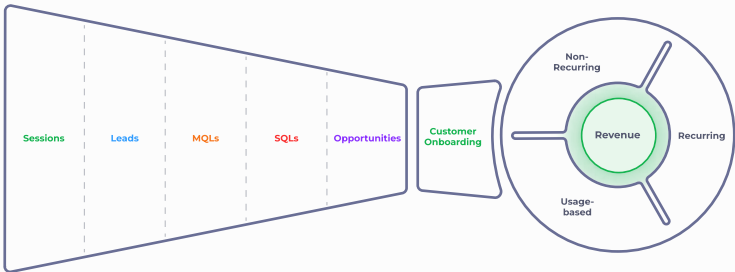 Sessions
Leads
MQLs
SQLs
Opportunities
Customer
Onboarding
Non-
Recurring
Revenue
Recurring
Usage-
based